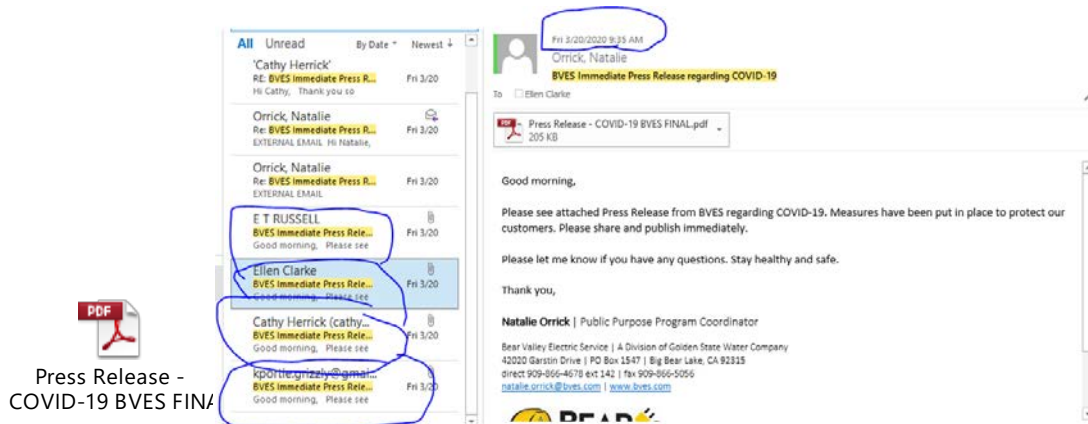 PDF
Press Release -
COVID-19 BVES FINA
All Unread By Date Newest ↓
'Cathy Herrick'
RE: BVES Immediate Press R... Fri 3/20
Hi Cathy, Thank you so
Orrick, Natalie
Re: BVES Immediate Press R... Fri 3/20
EXTERNAL EMAIL Hi Natalie,
Orrick, Natalie
Re: BVES Immediate Press R... Fri 3/20
EXTERNAL EMAIL
E T RUSSELL
BVES Immediate Press Rele... Fri 3/20
Good morning, Please see
Ellen Clarke
BVES Immediate Press Rele... Fri 3/20
Good morning, Please see
Cathy Herrick (cathy...
BVES Immediate Press Rele... Fri 3/20
Good morning, Please see
kportie.grizzly@gmai...
BVES Immediate Press Rele... Fri 3/20
Good morning, Please see
Fri 3/20/2020 9:35 AM
Orrick, Natalie
BVES Immediate Press Release regarding COVID-19
To Ellen Clarke
PDF
Press Release - COVID-19 BVES FINAL.pdf
205 KB
Good morning,
Please see attached Press Release from BVES regarding COVID-19. Measures have been put in place to protect our
customers. Please share and publish immediately.
Please let me know if you have any questions. Stay healthy and safe.
Thank you,
Natalie Orrick | Public Purpose Program Coordinator
Bear Valley Electric Service | A Division of Golden State Water Company
42020 Garstin Drive | PO Box 1547 | Big Bear Lake, CA 92315
direct 909-866-4678 ext 142 | fax 909-866-5056
natalie.orrick@bves.com | www.bves.com
BEAR